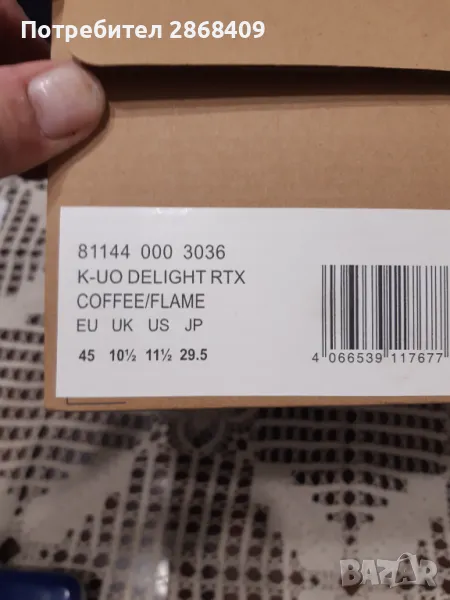 Потребител 2868409
81144 000 3036
K-UO DELIGHT RTX
COFFEE/FLAME
EU UK US JP
45 10½ 11½ 29.5
4 066539 117677
BAZAR